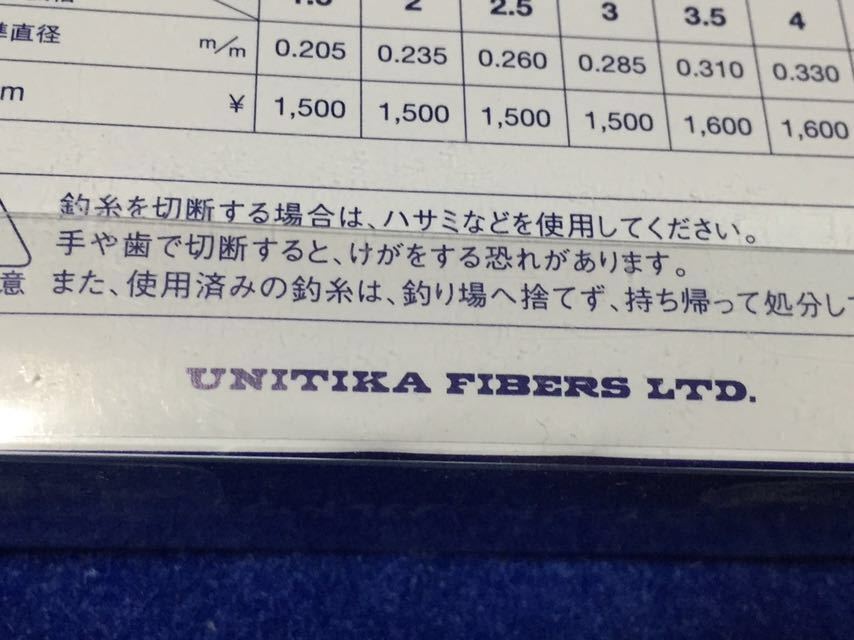 2 2.5 3 3.5 4
準直径 m/m 0.205 0.235 0.260 0.285 0.310 0.330
m ¥ 1,500 1,500 1,500 1,500 1,600 1,600
釣糸を切断する場合は、ハサミなどを使用してください。
手や歯で切断すると、けがをする恐れがあります。
意 また、使用済みの釣糸は、釣り場へ捨てず、持ち帰って処分して
UNITIKA FIBERS LTD.